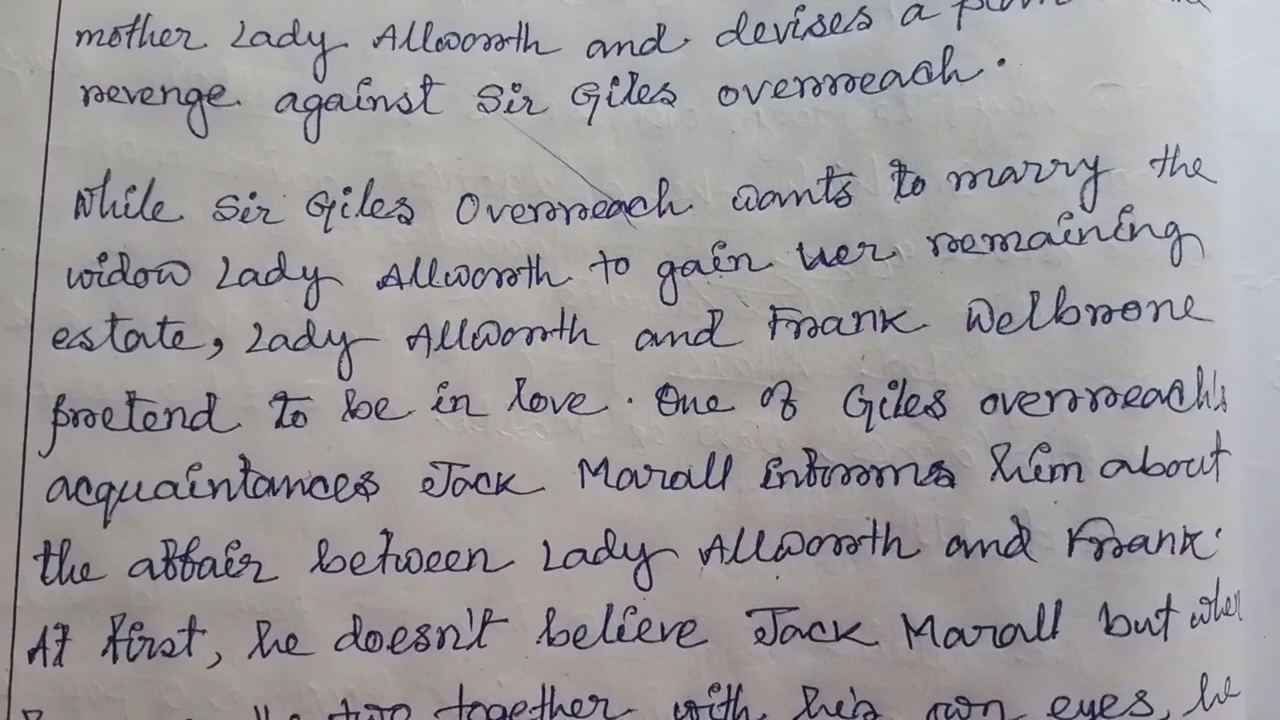 mother Lady Allworth and devises a plan
revenge against Sir Giles overreach.
While Sir Giles Overreach wants to marry the
widow Lady Allworth to gain her remaining
estate, Lady Allworth and Frank Welbrone
pretend to be in love. One of Giles overreach's
acquaintances Jack Marall informs him about
the affair between Lady Allworth and Frank.
At first, he doesn't believe Jack Marall but when
two together with his own eyes, he